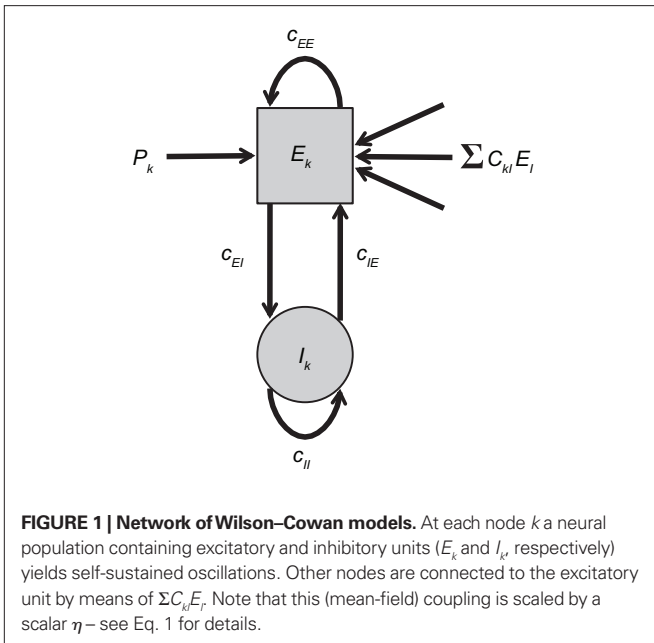 c_EE
P_k
E_k
Σ C_kl E_l
c_EI
c_IE
I_k
c_II
FIGURE 1 | Network of Wilson–Cowan models. At each node k a neural
population containing excitatory and inhibitory units (E_k and I_k, respectively)
yields self-sustained oscillations. Other nodes are connected to the excitatory
unit by means of ΣC_kl E_l. Note that this (mean-field) coupling is scaled by a
scalar η – see Eq. 1 for details.